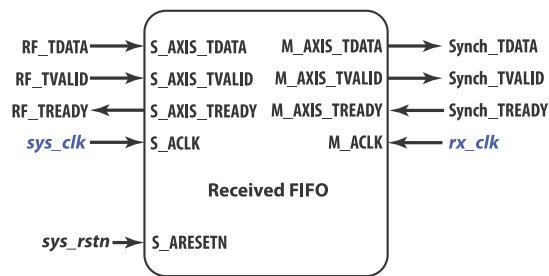 RF_TDATA S_AXIS_TDATA M_AXIS_TDATA Synch_TDATA
RF_TVALID S_AXIS_TVALID M_AXIS_TVALID Synch_TVALID
RF_TREADY S_AXIS_TREADY M_AXIS_TREADY Synch_TREADY
sys_clk S_ACLK M_ACLK rx_clk
Received FIFO
sys_rstn S_ARESETN